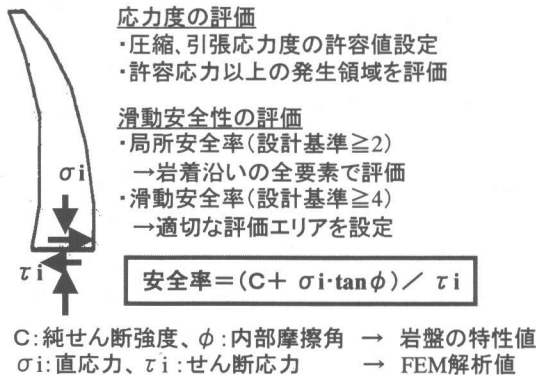 応力度の評価
・圧縮、引張応力度の許容値設定
・許容応力以上の発生領域を評価
滑動安全性の評価
・局所安全率(設計基準≧2)
→岩着沿いの全要素で評価
・滑動安全率(設計基準≧4)
→適切な評価エリアを設定
σi
τi
安全率=(C+ σi・tanφ)/ τi
C:純せん断強度、φ:内部摩擦角 → 岩盤の特性値
σi:直応力、τi:せん断応力 → FEM解析値